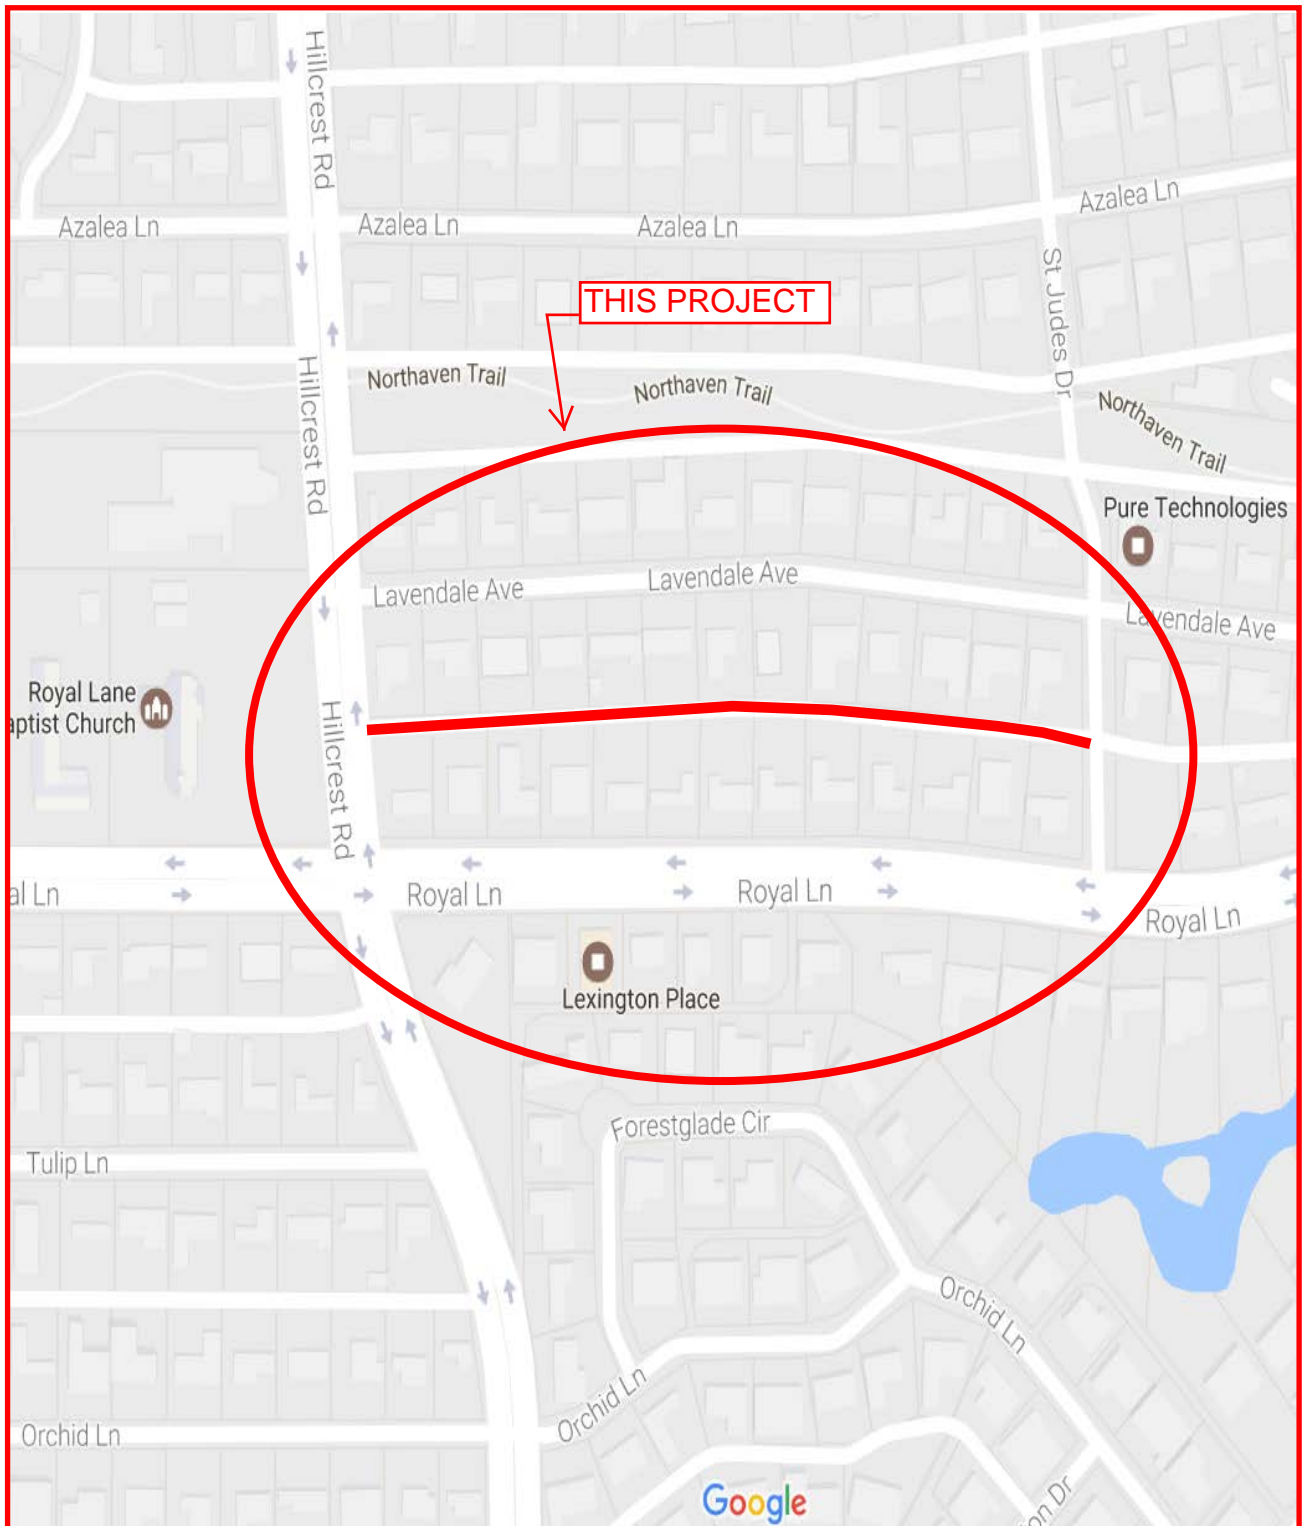 Hillcrest Rd
Azalea Ln
Azalea Ln
Azalea Ln
Azalea Ln
St Judes Dr
THIS PROJECT
Hillcrest Rd
Northaven Trail
Northaven Trail
Northaven Trail
Pure Technologies
Lavendale Ave
Lavendale Ave
Lavendale Ave
Royal Lane
aptist Church
Hillcrest Rd
al Ln
Royal Ln
Royal Ln
Royal Ln
Lexington Place
Forestglade Cir
Tulip Ln
Orchid Ln
Orchid Ln
Orchid Ln
on Dr
Google